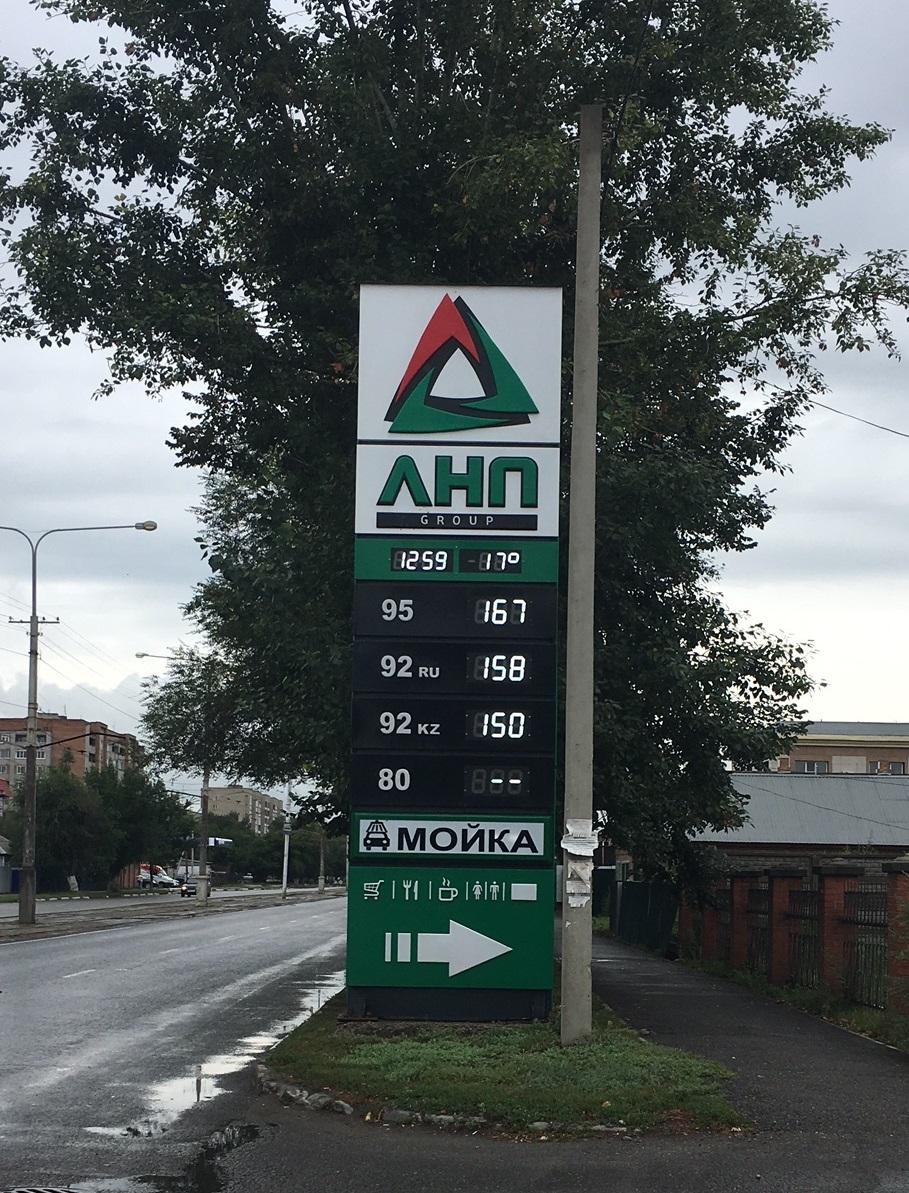 ЛНП
GROUP
1259 17°
95 167
92 RU 158
92 KZ 150
80 --
МОЙКА